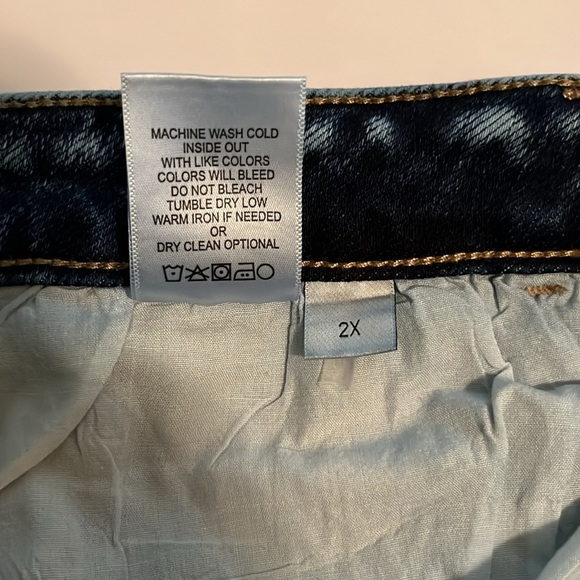 MACHINE WASH COLD
INSIDE OUT
WITH LIKE COLORS
COLORS WILL BLEED
DO NOT BLEACH
TUMBLE DRY LOW
WARM IRON IF NEEDED
OR
DRY CLEAN OPTIONAL
2X